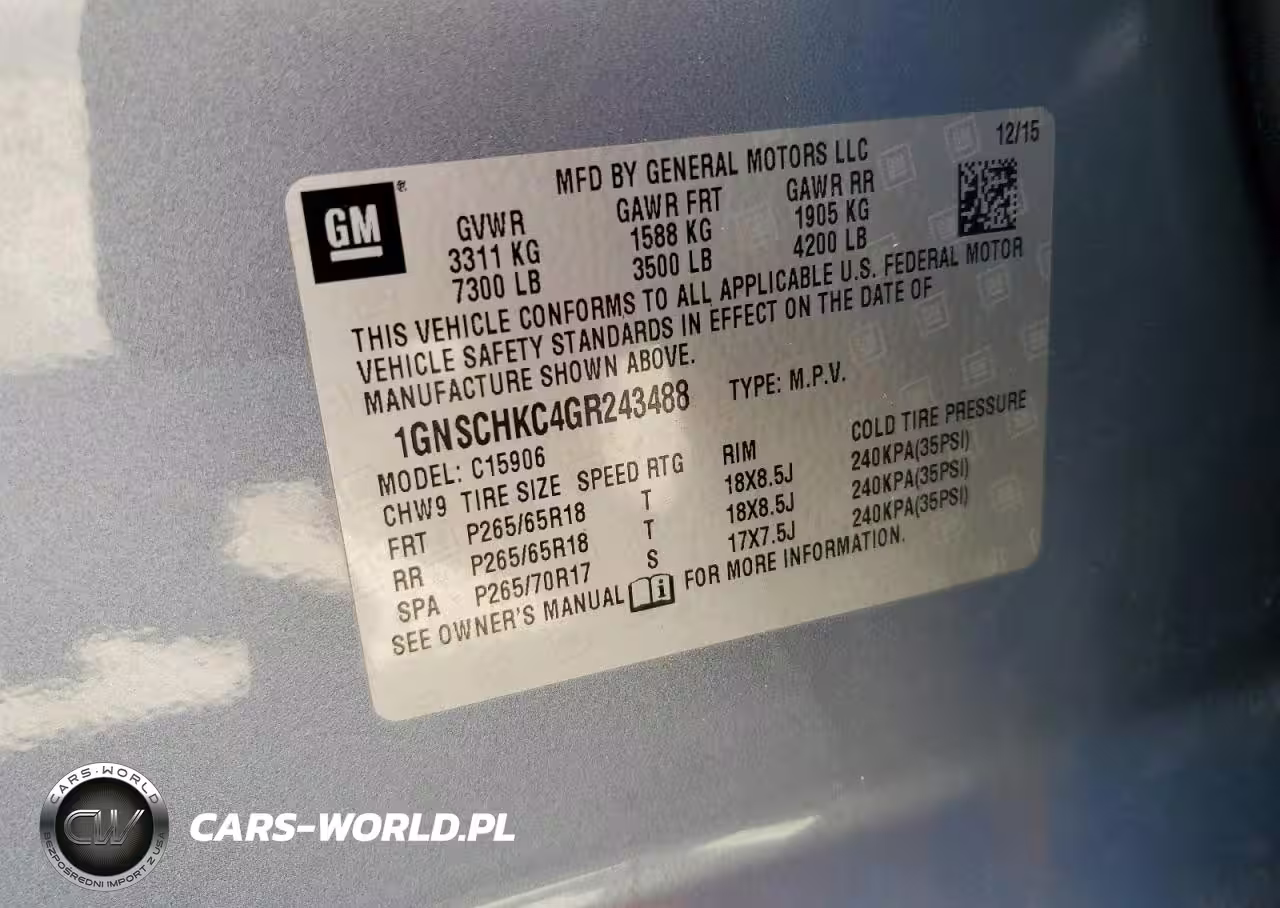 MFD BY GENERAL MOTORS LLC 12/15
GM
GVWR GAWR FRT GAWR RR
3311 KG 1588 KG 1905 KG
7300 LB 3500 LB 4200 LB
THIS VEHICLE CONFORMS TO ALL APPLICABLE U.S. FEDERAL MOTOR
VEHICLE SAFETY STANDARDS IN EFFECT ON THE DATE OF
MANUFACTURE SHOWN ABOVE.
1GNSCHKC4GR243488 TYPE: M.P.V.
MODEL: C15906
CHW9 TIRE SIZE SPEED RTG RIM COLD TIRE PRESSURE
FRT P265/65R18 T 18X8.5J 240KPA(35PSI)
RR P265/65R18 T 18X8.5J 240KPA(35PSI)
SPA P265/70R17 S 17X7.5J 240KPA(35PSI)
SEE OWNER'S MANUAL FOR MORE INFORMATION.
CARS-WORLD
CW
BEZPOŚREDNI IMPORT Z USA
CARS-WORLD.PL